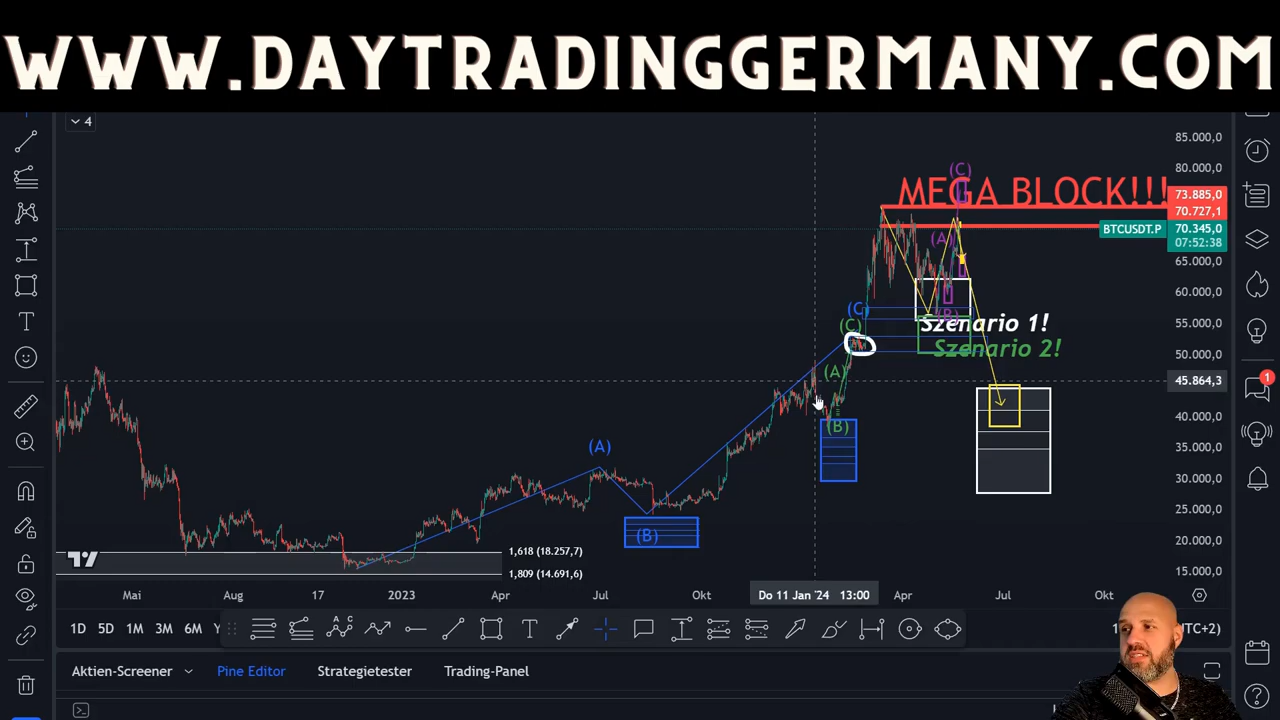 WWW.DAYTRADINGGERMANY.COM
4
85.000,0
80.000,0
(C)
MEGA BLOCK!!!
73.885,0
70.727,1
BTCUSDT.P
70.345,0
07:52:38
(A)
65.000,0
60.000,0
(C)
(B)
Szenario 1!
55.000,0
(C)
Szenario 2!
50.000,0
(A)
45.864,3
40.000,0
(B)
(A)
35.000,0
30.000,0
25.000,0
(B)
20.000,0
1,618 (18.257,7)
1,809 (14.691,6)
15.000,0
Mai
Aug
17
2023
Apr
Jul
Okt
Do 11 Jan '24 13:00
Apr
Jul
Okt
1D
5D
1M
3M
6M
TC+2)
Aktien-Screener
Pine Editor
Strategietester
Trading-Panel
1